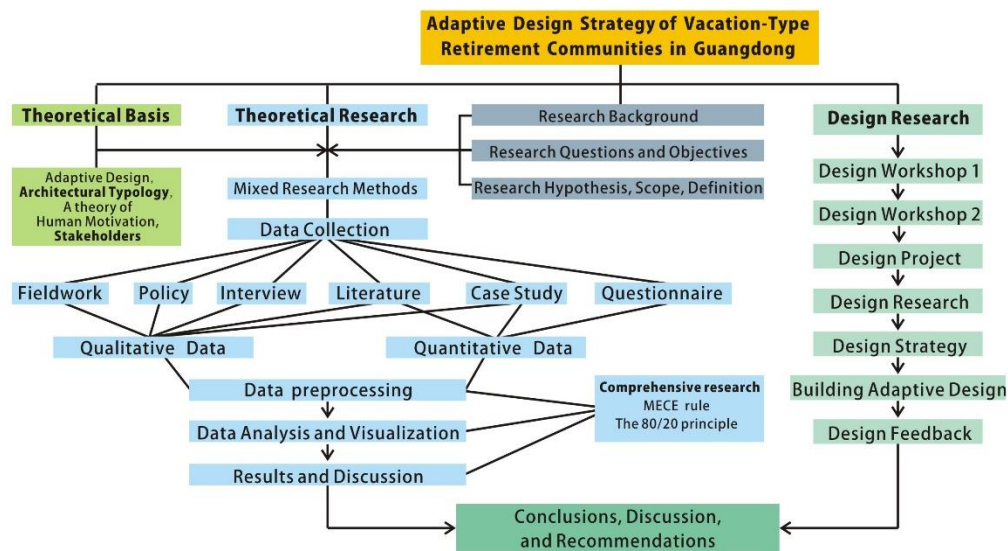 Adaptive Design Strategy of Vacation-Type
Retirement Communities in Guangdong
Theoretical Basis
Theoretical Research
Research Background
Design Research
Research Questions and Objectives
Adaptive Design,
Architectural Typology,
A theory of
Human Motivation,
Stakeholders
Mixed Research Methods
Research Hypothesis, Scope, Definition
Design Workshop 1
Data Collection
Design Workshop 2
Design Project
Fieldwork
Policy
Interview
Literature
Case Study
Questionnaire
Design Research
Qualitative Data
Quantitative Data
Design Strategy
Data preprocessing
Comprehensive research
MECE rule
The 80/20 principle
Building Adaptive Design
Data Analysis and Visualization
Design Feedback
Results and Discussion
Conclusions, Discussion,
and Recommendations